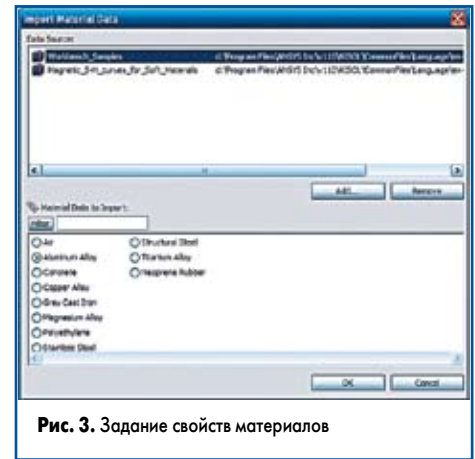 Import Material Data
Data Source:
Workbench_Samples
Magnetic_B-H_curves_for_Soft_Materials
Add...
Remove
Material Data to Import:
Filter
Air
Structural Steel
Aluminum Alloy
Titanium Alloy
Concrete
Neoprene Rubber
Copper Alloy
Gray Cast Iron
Magnesium Alloy
Polyethylene
Stainless Steel
OK
Cancel
Рис. 3. Задание свойств материалов